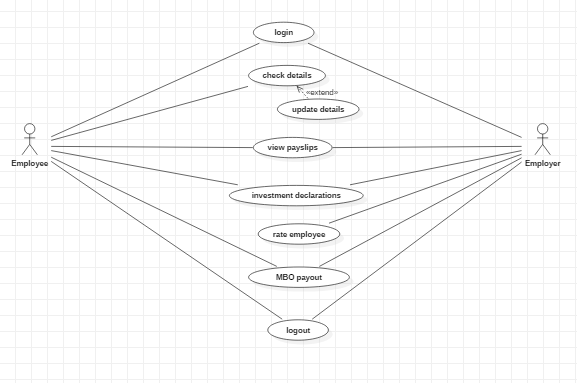 login
check details
«extend»
update details
Employee
view payslips
Employer
investment declarations
rate employee
MBO payout
logout